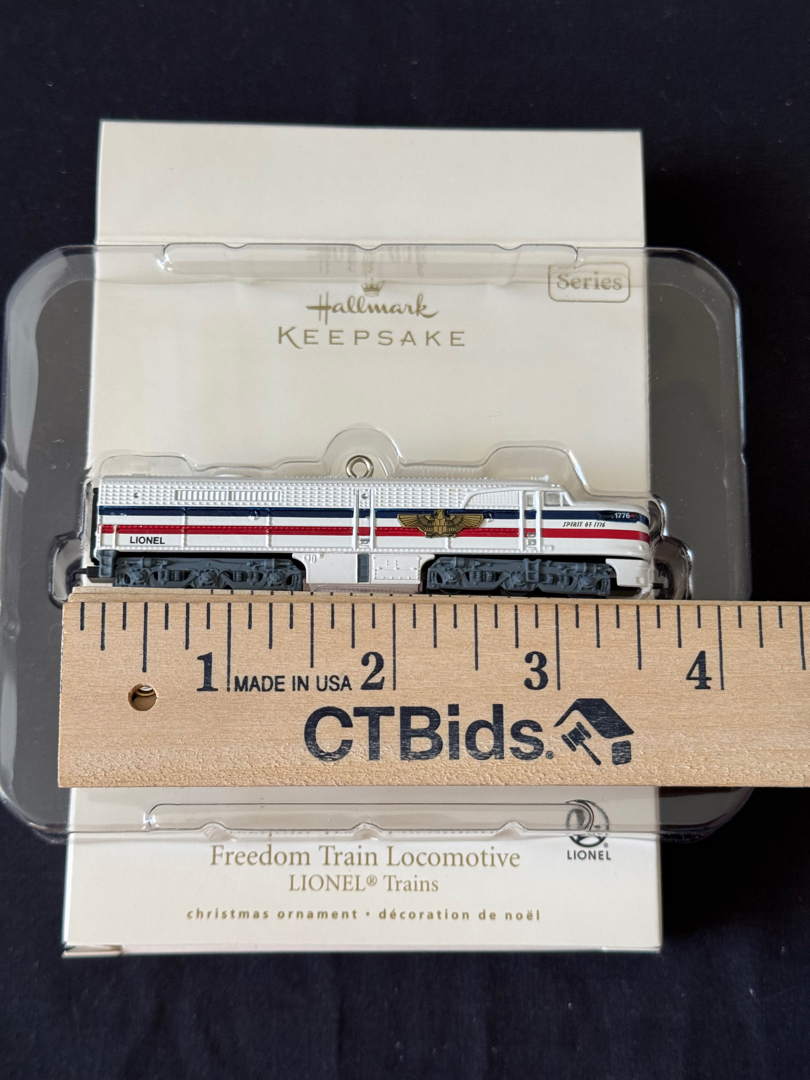 Series
Hallmark
KEEPSAKE
1776
SPIRIT OF 1776
LIONEL
1 2 3 4
MADE IN USA
CTBids®
Freedom Train Locomotive
LIONEL® Trains
LIONEL®
christmas ornament • décoration de noël